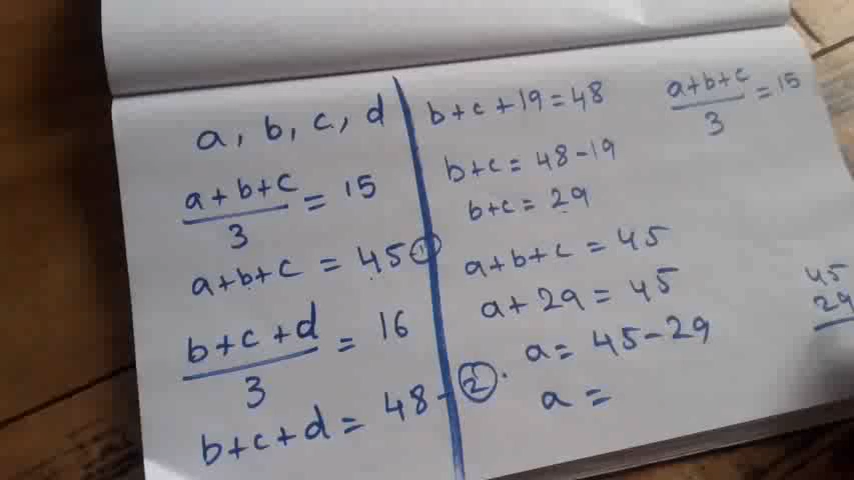 a, b, c, d
a+b+c/3 = 15
a+b+c = 45 ①
b+c+d/3 = 16
b+c+d = 48 - ②.
b+c+19=48
b+c= 48-19
b+c= 29
a+b+c = 45
a+29 = 45
a= 45-29
a =
a+b+c/3 = 15
45
29